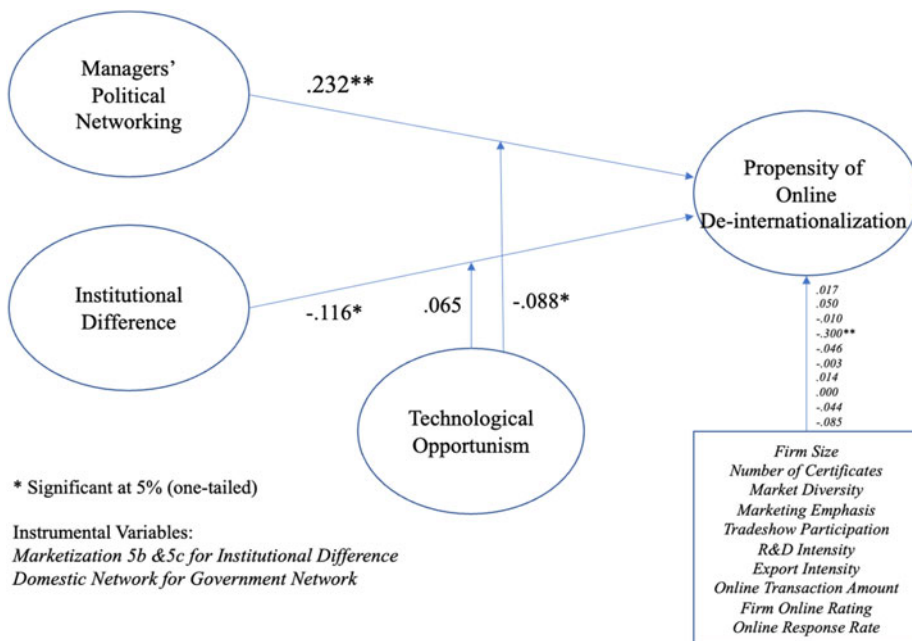 Managers'
Political
Networking
.232**
Propensity of
Online
De-internationalization
Institutional
Difference
-.116*
.065
-.088*
.017
.050
-.010
-.300**
-.046
-.003
.014
.000
-.044
-.085
Technological
Opportunism
Firm Size
Number of Certificates
Market Diversity
Marketing Emphasis
Tradeshow Participation
R&D Intensity
Export Intensity
Online Transaction Amount
Firm Online Rating
Online Response Rate
* Significant at 5% (one-tailed)
Instrumental Variables:
Marketization 5b &5c for Institutional Difference
Domestic Network for Government Network